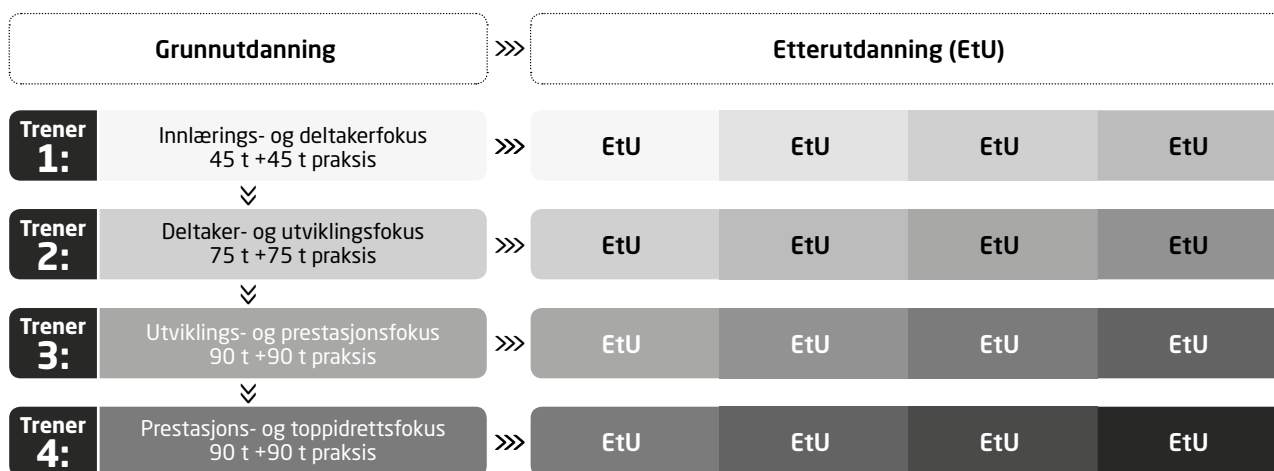 Grunnutdanning
Etterutdanning (EtU)
Trener
1:
Innlærings- og deltakerfokus
45 t +45 t praksis
EtU
EtU
EtU
EtU
Trener
2:
Deltaker- og utviklingsfokus
75 t +75 t praksis
EtU
EtU
EtU
EtU
Trener
3:
Utviklings- og prestasjonsfokus
90 t +90 t praksis
EtU
EtU
EtU
EtU
Trener
4:
Prestasjons- og toppidrettsfokus
90 t +90 t praksis
EtU
EtU
EtU
EtU